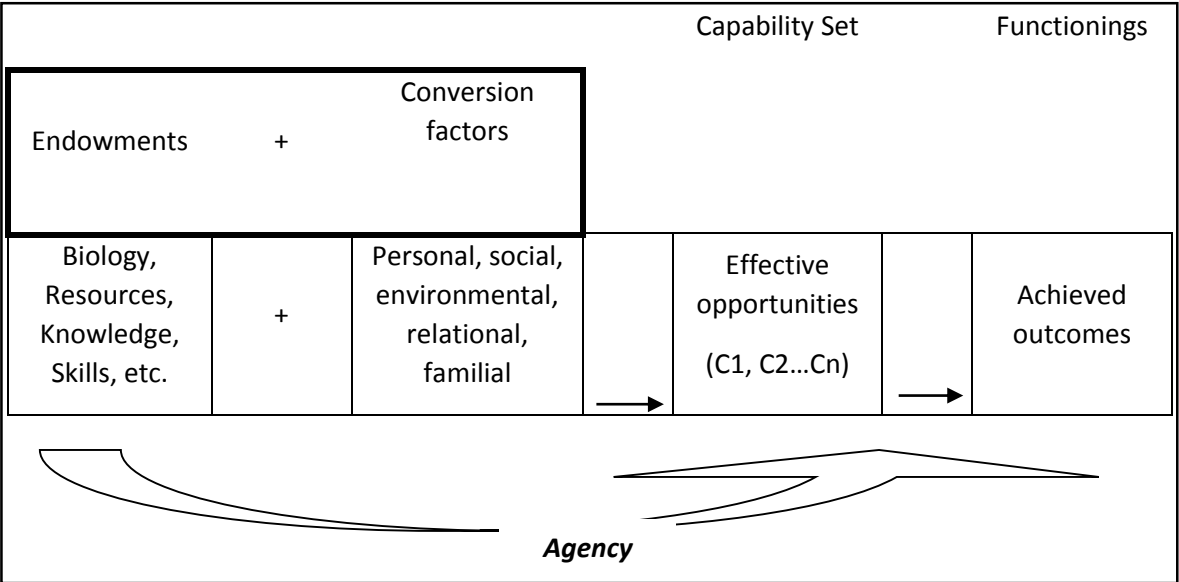 Capability Set
Functionings
Endowments
+
Conversion
factors
Biology,
Resources,
Knowledge,
Skills, etc.
+
Personal, social,
environmental,
relational,
familial
Effective
opportunities
(C1, C2…Cn)
Achieved
outcomes
Agency